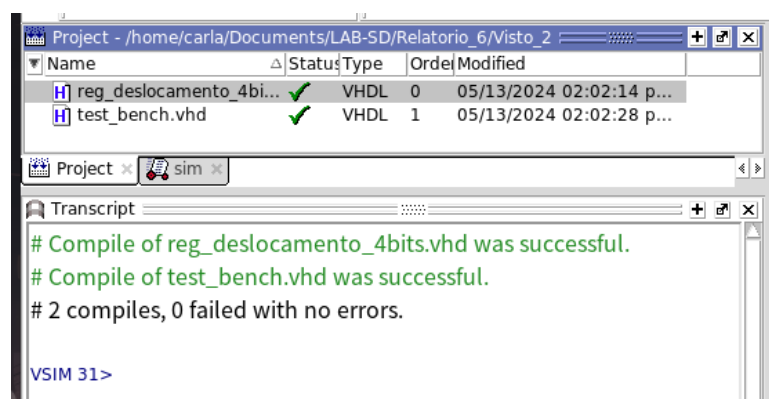 Project - /home/carla/Documents/LAB-SD/Relatorio_6/Visto_2
Name Status Type Order Modified
reg_deslocamento_4bi... VHDL 0 05/13/2024 02:02:14 p...
test_bench.vhd VHDL 1 05/13/2024 02:02:28 p...
Project sim
Transcript
# Compile of reg_deslocamento_4bits.vhd was successful.
# Compile of test_bench.vhd was successful.
# 2 compiles, 0 failed with no errors.
VSIM 31>